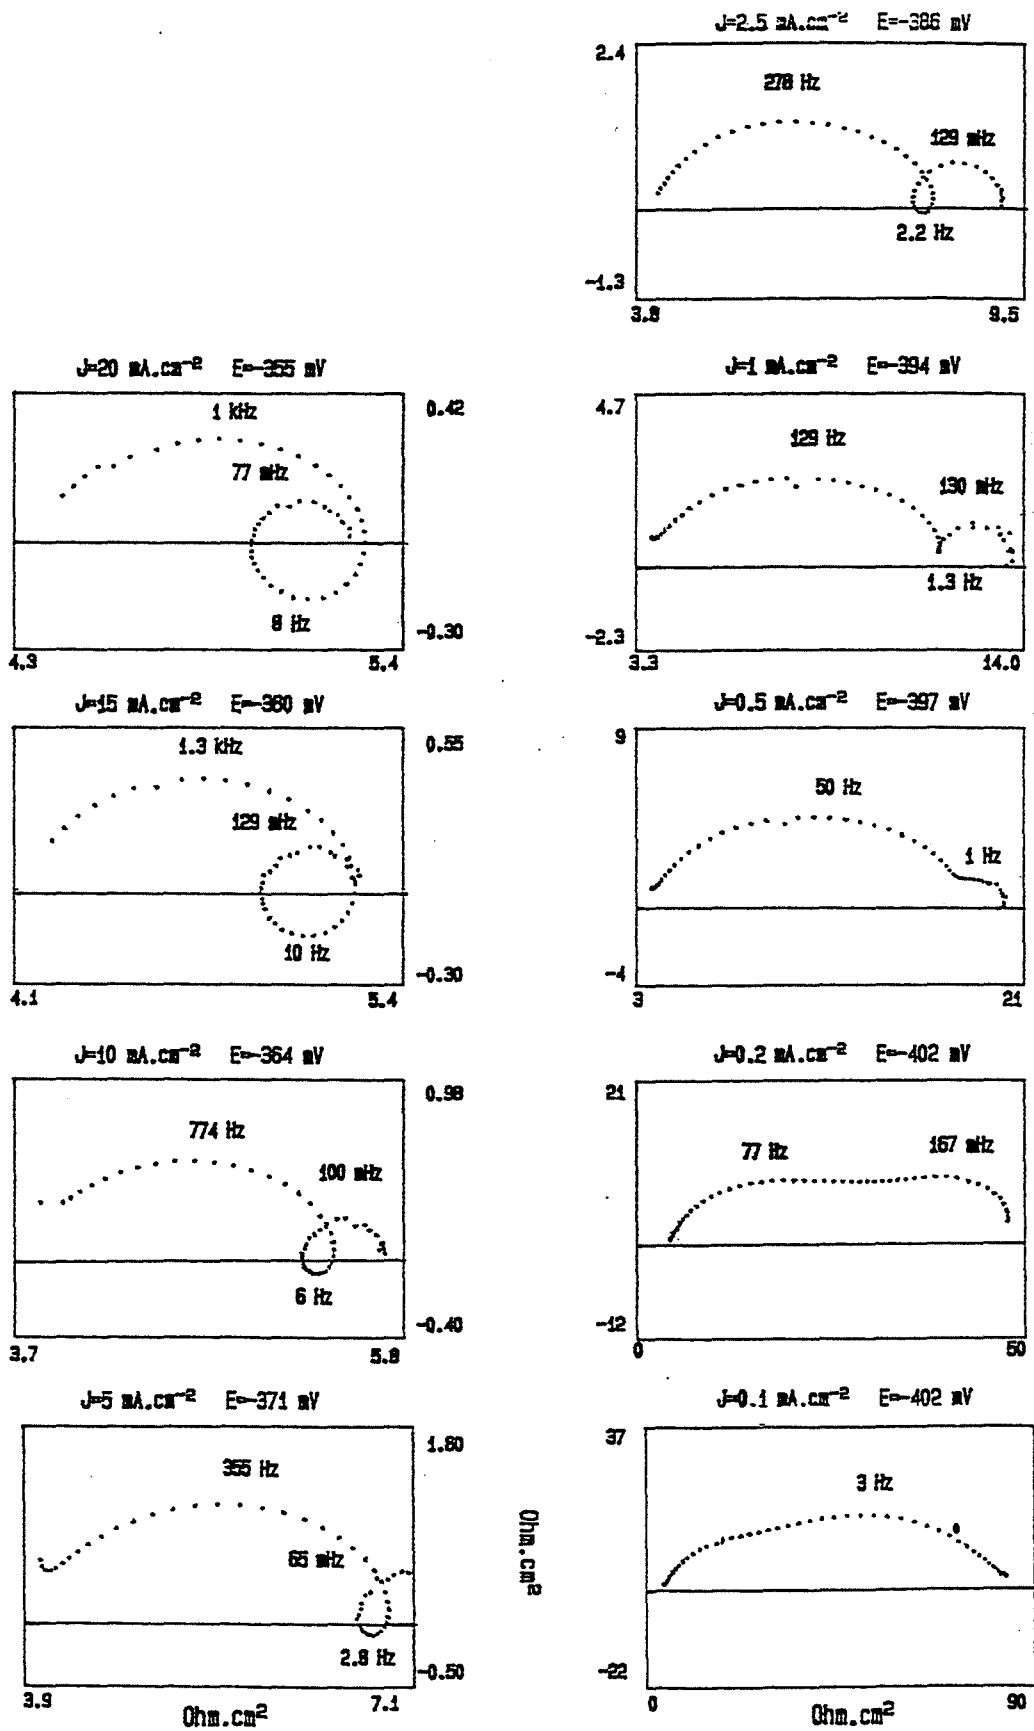 J=2.5 mA.cm⁻² E=-386 mV
2.4
278 Hz
129 mHz
2.2 Hz
-1.3
3.8 9.5
J=20 mA.cm⁻² E=-355 mV
1 kHz
0.42
77 mHz
8 Hz
-0.30
4.3 5.4
J=1 mA.cm⁻² E=-394 mV
4.7
129 Hz
130 mHz
1.3 Hz
-2.3
3.3 14.0
J=15 mA.cm⁻² E=-360 mV
1.3 kHz
0.55
129 mHz
10 Hz
-0.30
4.1 5.4
J=0.5 mA.cm⁻² E=-397 mV
9
50 Hz
1 Hz
-4
3 21
J=10 mA.cm⁻² E=-364 mV
0.98
774 Hz
100 mHz
6 Hz
-0.40
3.7 5.8
J=0.2 mA.cm⁻² E=-402 mV
21
77 Hz
167 mHz
-12
0 50
J=5 mA.cm⁻² E=-371 mV
1.60
355 Hz
65 mHz
2.8 Hz
-0.50
3.9 7.1
Ohm.cm²
J=0.1 mA.cm⁻² E=-402 mV
37
3 Hz
Ohm.cm²
-22
0 90
Ohm.cm²